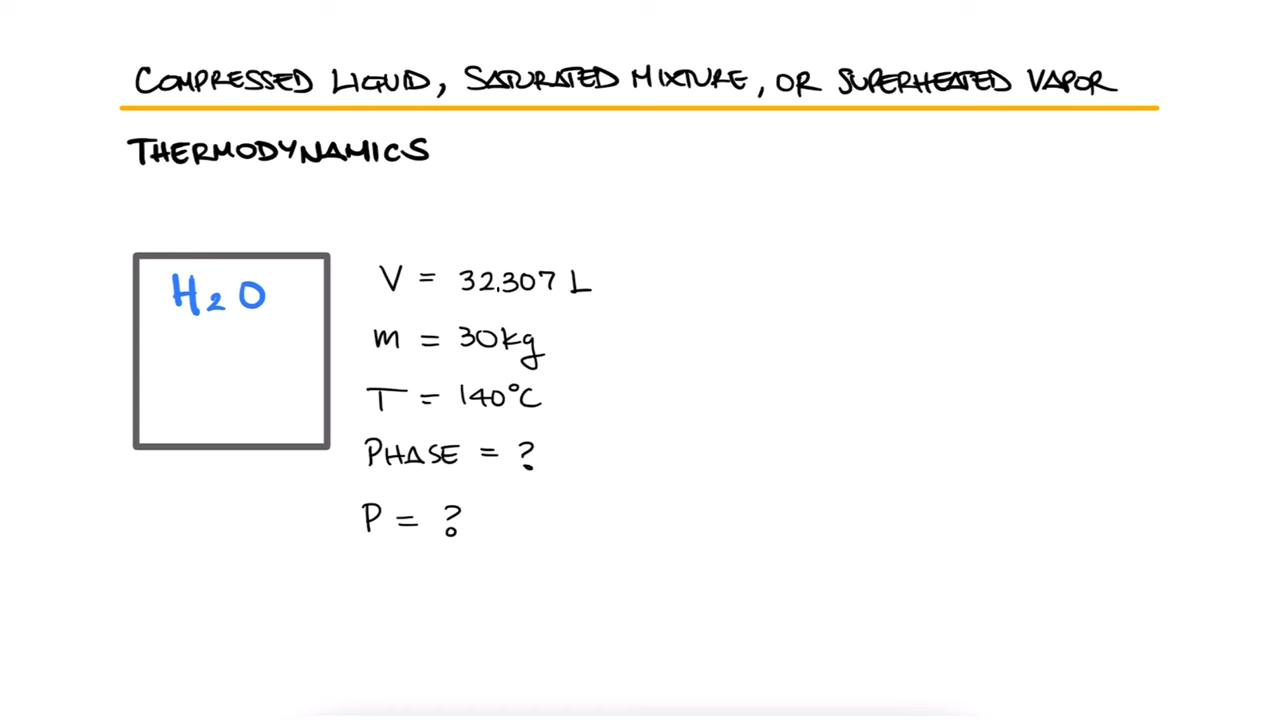 COMPRESSED LIQUID, SATURATED MIXTURE, OR SUPERHEATED VAPOR
THERMODYNAMICS
H₂O
V = 32.307 L
m = 30kg
T = 140°C
PHASE = ?
P = ?